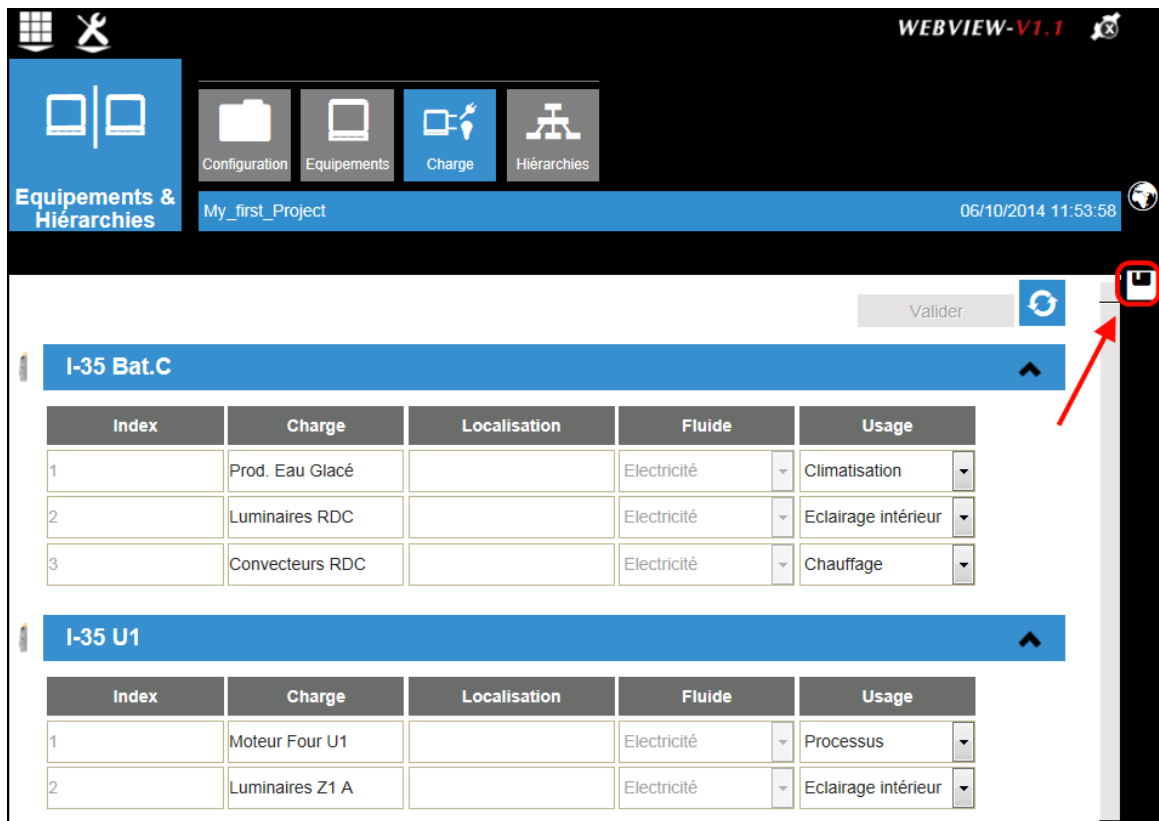 WEBVIEW-V1.1
Configuration Equipements Charge Hiérarchies
Equipements &
Hiérarchies
My_first_Project 06/10/2014 11:53:58
Valider
I-35 Bat.C
Index Charge Localisation Fluide Usage
1 Prod. Eau Glacé Electricité Climatisation
2 Luminaires RDC Electricité Eclairage intérieur
3 Convecteurs RDC Electricité Chauffage
I-35 U1
Index Charge Localisation Fluide Usage
1 Moteur Four U1 Electricité Processus
2 Luminaires Z1 A Electricité Eclairage intérieur